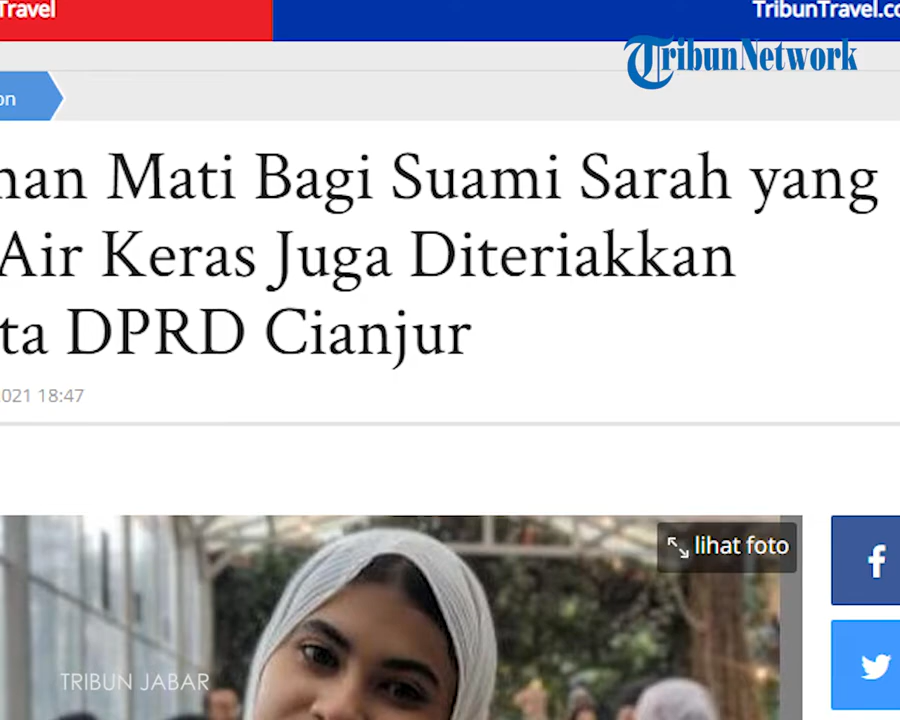 Travel
TribunTravel.co
TribunNetwork
on
nan Mati Bagi Suami Sarah yang
Air Keras Juga Diteriakkan
ta DPRD Cianjur
021 18:47
lihat foto
TRIBUN JABAR